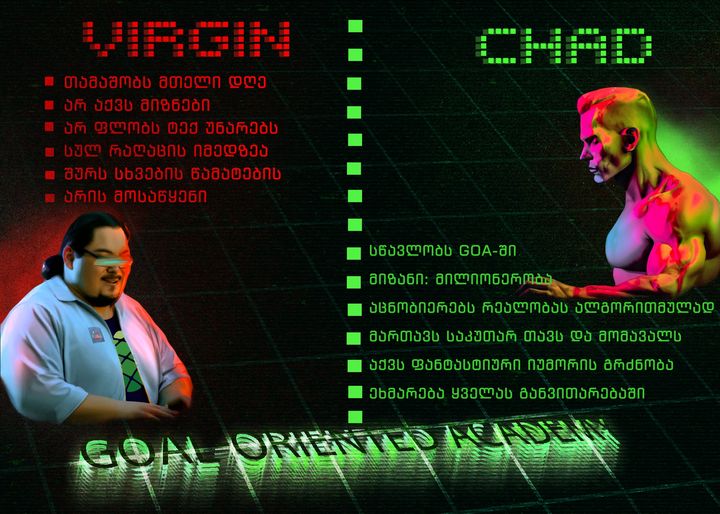 VIRGIN
თამაშობს მთელი დღე
არ აქვს მიზნები
არ ფლობს ტექ უნარებს
სულ რაღაცის იმედზეა
შურს სხვების წამატების
არის მოსაწყენი
CHAD
სწავლობს GOA-ში
მიზანი: მილიონერობა
აცნობიერებს რეალობას ალგორითმულად
მართავს საკუთარ თავს და მომავალს
აქვს ფანტასტიური იუმორის გრძნობა
ეხმარება ყველას განვითარებაში
GOAL ORIENTED ACADEMY